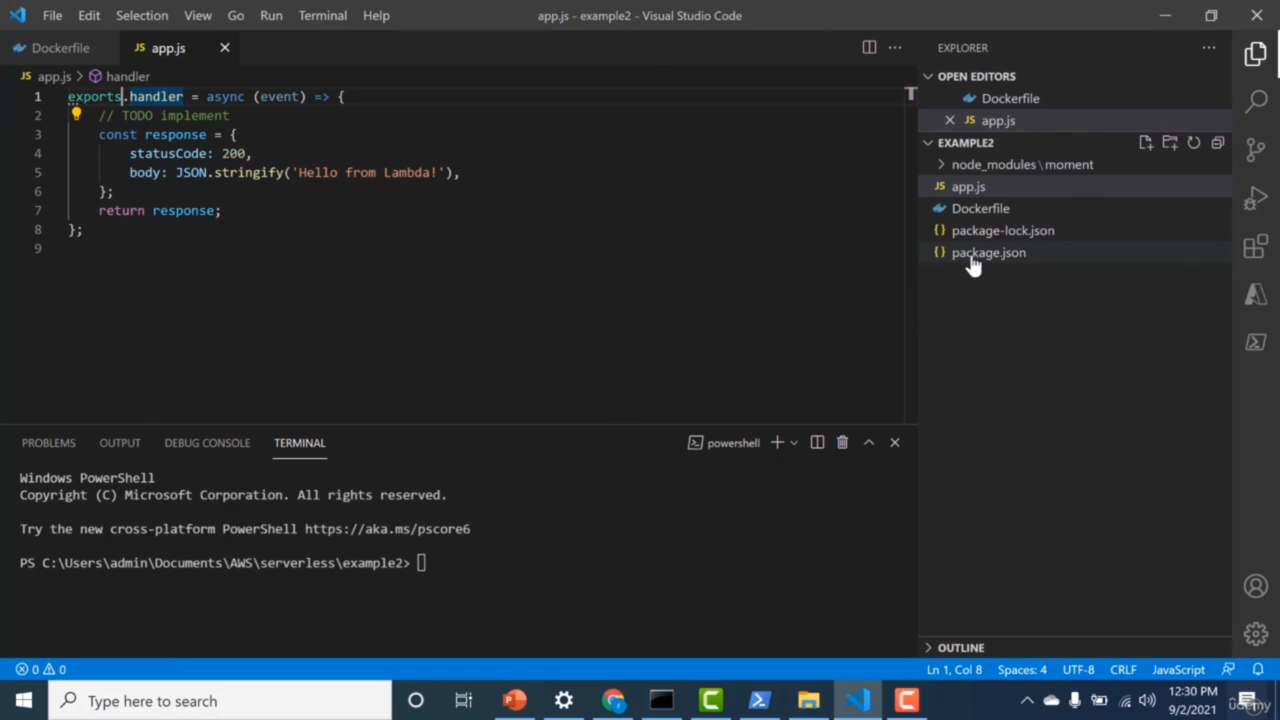 File Edit Selection View Go Run Terminal Help app.js - example2 - Visual Studio Code
Dockerfile JS app.js
JS app.js > handler
1 exports.handler = async (event) => {
2 // TODO implement
3 const response = {
4 statusCode: 200,
5 body: JSON.stringify('Hello from Lambda!'),
6 };
7 return response;
8 };
9
EXPLORER
OPEN EDITORS
Dockerfile
JS app.js
EXAMPLE2
node_modules\moment
JS app.js
Dockerfile
{} package-lock.json
{} package.json
OUTLINE
PROBLEMS OUTPUT DEBUG CONSOLE TERMINAL powershell
Windows PowerShell
Copyright (C) Microsoft Corporation. All rights reserved.
Try the new cross-platform PowerShell https://aka.ms/pscore6
PS C:\Users\admin\Documents\AWS\serverless\example2>
0 0 Ln 1, Col 8 Spaces: 4 UTF-8 CRLF JavaScript
Type here to search
12:30 PM
9/2/2021
udemy